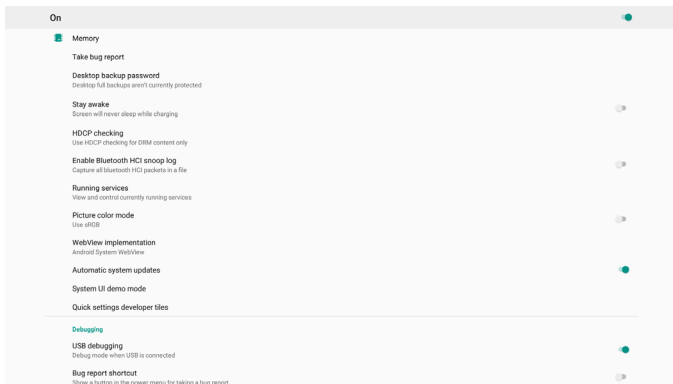 On
Memory
Take bug report
Desktop backup password
Desktop full backups aren't currently protected
Stay awake
Screen will never sleep while charging
HDCP checking
Use HDCP checking for DRM content only
Enable Bluetooth HCI snoop log
Capture all bluetooth HCI packets in a file
Running services
View and control currently running services
Picture color mode
Use sRGB
WebView implementation
Android System WebView
Automatic system updates
System UI demo mode
Quick settings developer tiles
Debugging
USB debugging
Debug mode when USB is connected
Bug report shortcut
Show a button in the power menu for taking a bug report